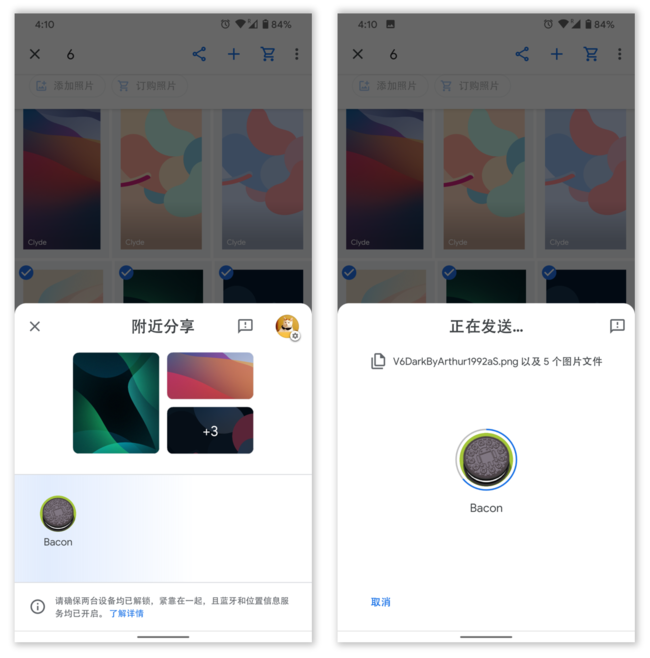 4:10
84%
6
添加照片
订购照片
Clyde
Clyde
Clyde
附近分享
+3
Bacon
请确保两台设备均已解锁，紧靠在一起，且蓝牙和位置信息服
务均已开启。了解详情
4:10
84%
6
添加照片
订购照片
Clyde
Clyde
Clyde
正在发送...
V6DarkByArthur1992aS.png 以及 5 个图片文件
Bacon
取消